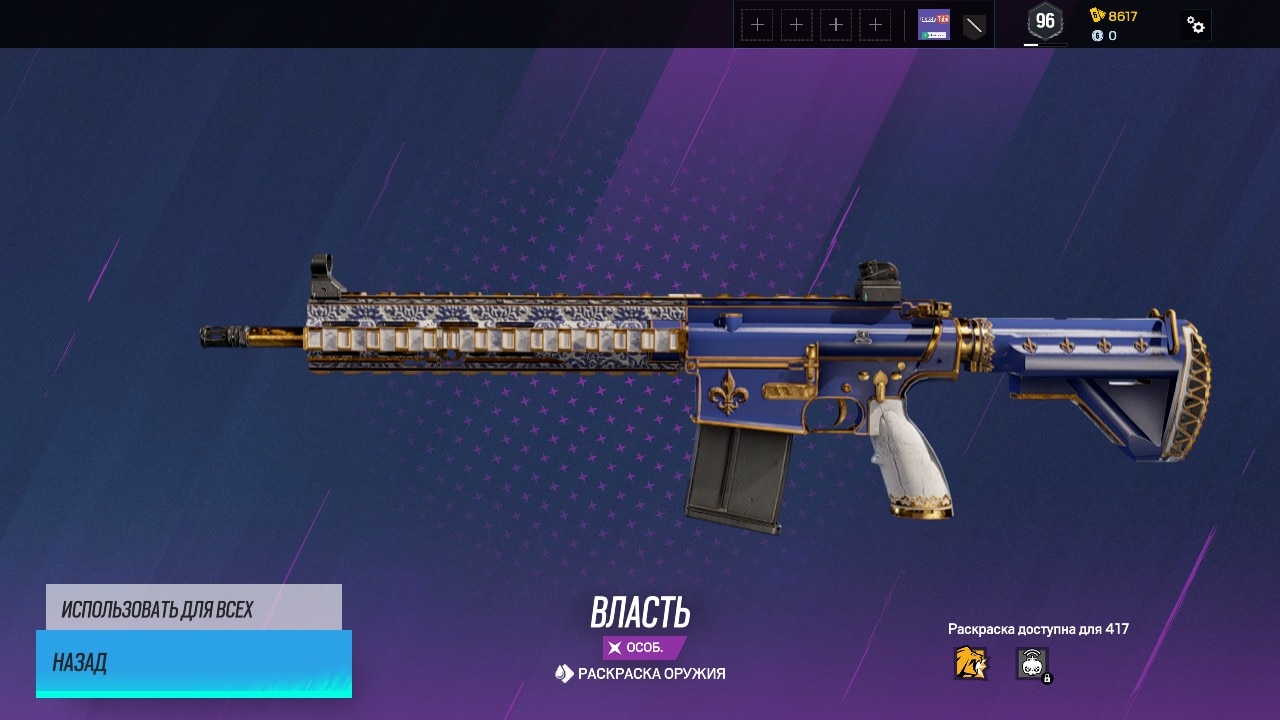 96
8617
0
ИСПОЛЬЗОВАТЬ ДЛЯ ВСЕХ
НАЗАД
ВЛАСТЬ
ОСОБ.
РАСКРАСКА ОРУЖИЯ
Раскраска доступна для 417